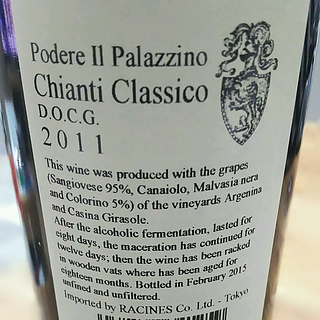 Podere Il Palazzino
Chianti Classico
D.O.C.G.
2011
This wine was produced with the grapes
(Sangiovese 95%, Canaiolo, Malvasia nera
and Colorino 5%) of the vineyards Argenina
and Casina Girasole.
After the alcoholic fermentation, lasted for
eight days, the maceration has continued for
twelve days; then the wine has been racked
in wooden vats where has been aged for
eighteen months. Bottled in February 2015
unfined and unfiltered.
Imported by RACINES Co. Ltd. - Tokyo